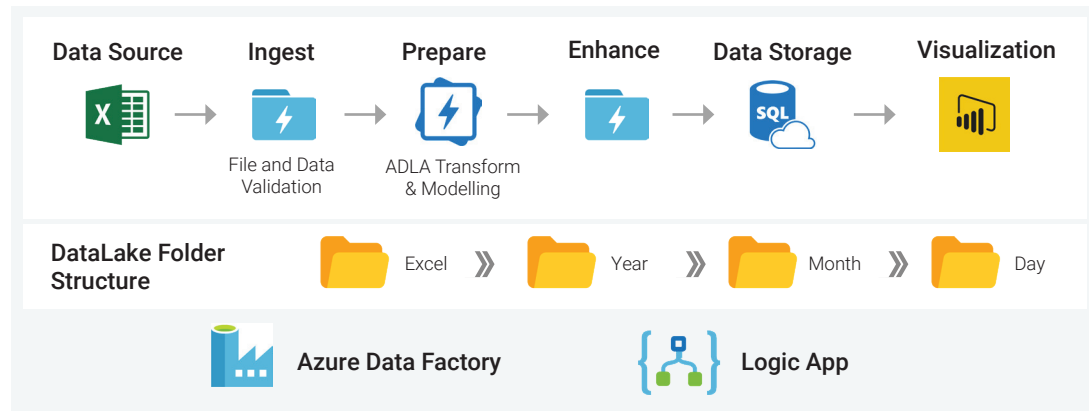 Data Source
Ingest
Prepare
Enhance
Data Storage
Visualization
X
SQL
File and Data
Validation
ADLA Transform
& Modelling
DataLake Folder
Structure
Excel
Year
Month
Day
Azure Data Factory
Logic App